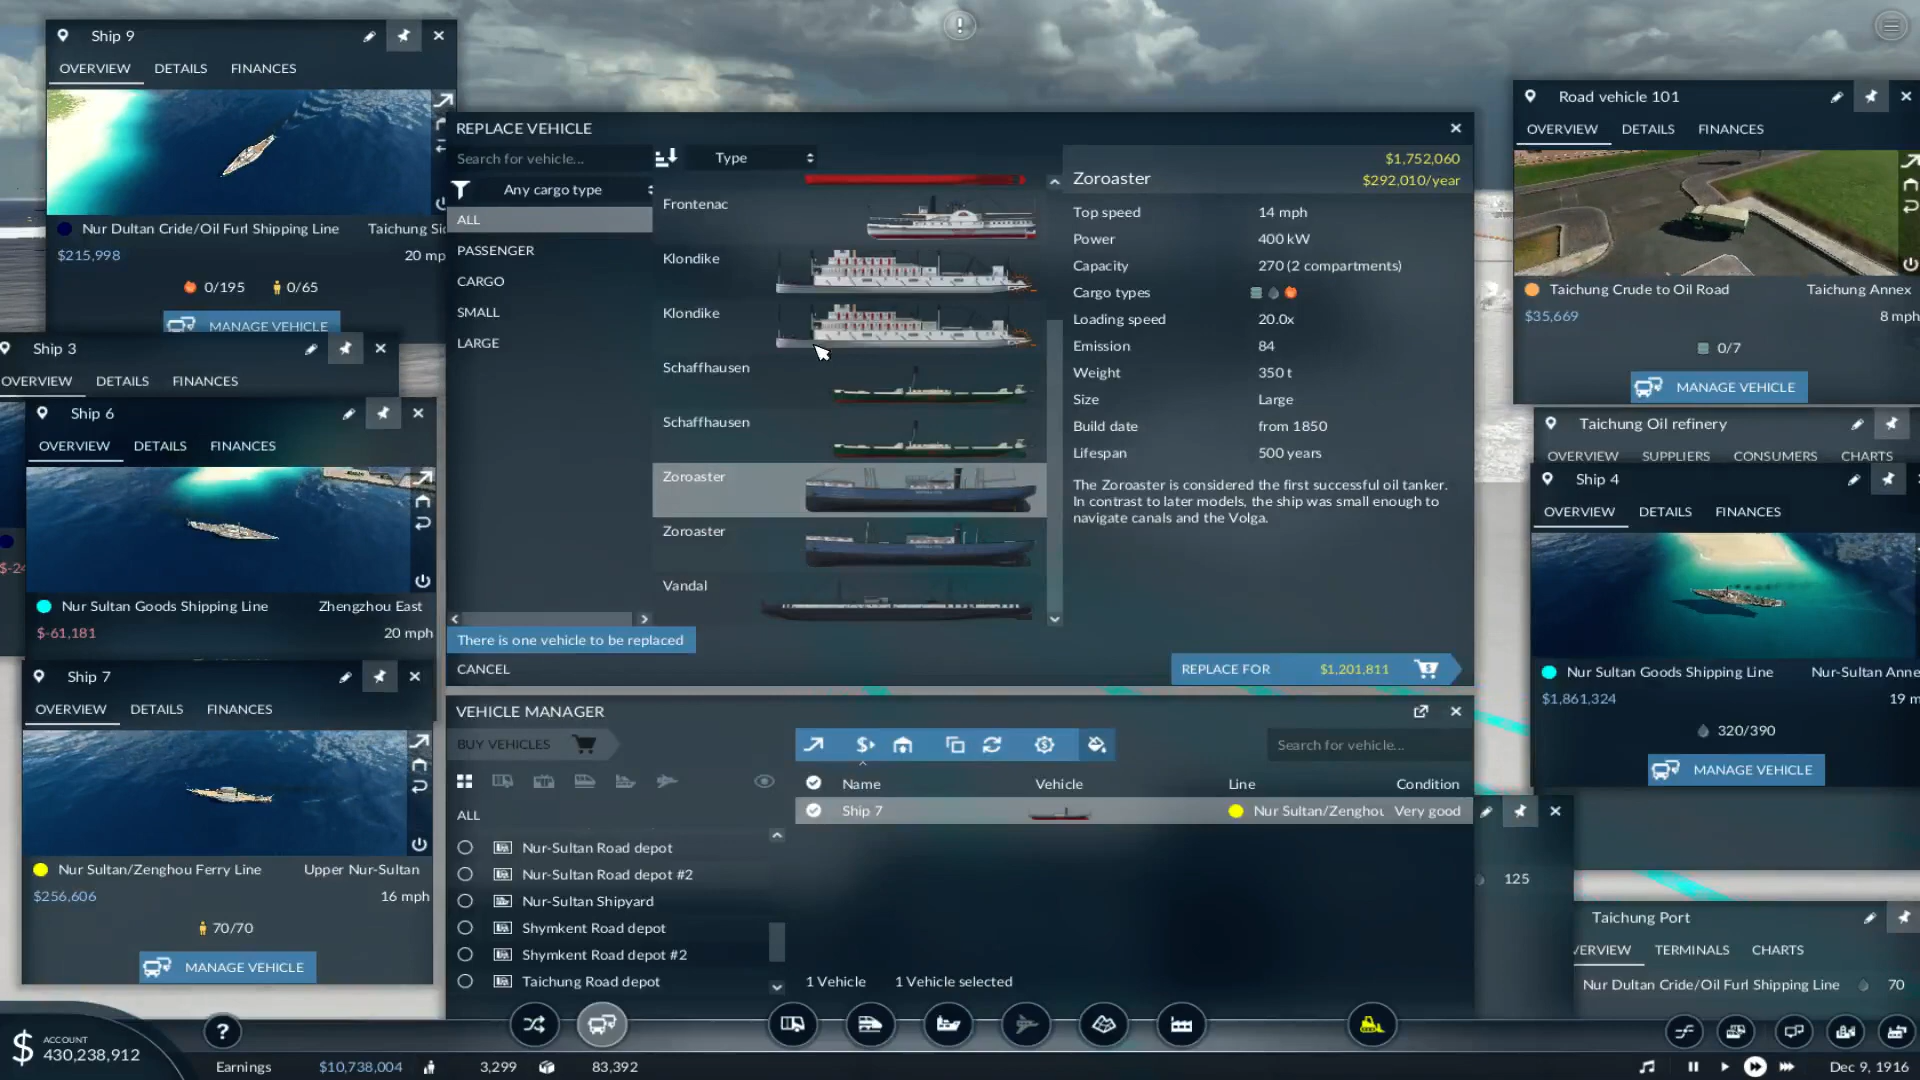 Ship 9
OVERVIEW DETAILS FINANCES
Nur Dultan Cride/Oil Furl Shipping Line
$215,998 20 mp
0/195 0/65
MANAGE VEHICLE
Ship 3
OVERVIEW DETAILS FINANCES
Ship 6
OVERVIEW DETAILS FINANCES
Nur Sultan Goods Shipping Line Zhengzhou East
$-61,181 20 mph
Ship 7
OVERVIEW DETAILS FINANCES
Nur Sultan/Zenghou Ferry Line Upper Nur-Sultan
$256,606 16 mph
70/70
MANAGE VEHICLE
REPLACE VEHICLE
Search for vehicle...
Type
Any cargo type
ALL
PASSENGER
CARGO
SMALL
LARGE
Frontenac
Klondike
Klondike
Schaffhausen
Schaffhausen
Zoroaster
Zoroaster
Vandal
$1,752,060
Zoroaster
$292,010/year
Top speed 14 mph
Power 400 kW
Capacity 270 (2 compartments)
Cargo types
Loading speed 20.0x
Emission 84
Weight 350 t
Size Large
Build date from 1850
Lifespan 500 years
The Zoroaster is considered the first successful oil tanker.
In contrast to later models, the ship was small enough to
navigate canals and the Volga.
There is one vehicle to be replaced
CANCEL
REPLACE FOR $1,201,811
VEHICLE MANAGER
BUY VEHICLES
Search for vehicle...
ALL
Nur-Sultan Road depot
Nur-Sultan Road depot #2
Nur-Sultan Shipyard
Shymkent Road depot
Shymkent Road depot #2
Taichung Road depot
Name Vehicle Line Condition
Ship 7 Nur Sultan/Zenghou Very good
1 Vehicle 1 Vehicle selected
Road vehicle 101
OVERVIEW DETAILS FINANCES
Taichung Crude to Oil Road Taichung Annex
$35,669 8 mph
0/7
MANAGE VEHICLE
Taichung Oil refinery
OVERVIEW SUPPLIERS CONSUMERS CHARTS
Ship 4
OVERVIEW DETAILS FINANCES
Nur Sultan Goods Shipping Line Nur-Sultan Anne
$1,861,324 19 m
320/390
MANAGE VEHICLE
125
Taichung Port
VERVIEW TERMINALS CHARTS
Nur Dultan Cride/Oil Furl Shipping Line 70
ACCOUNT
430,238,912
Earnings $10,738,004 3,299 83,392
Dec 9, 1916